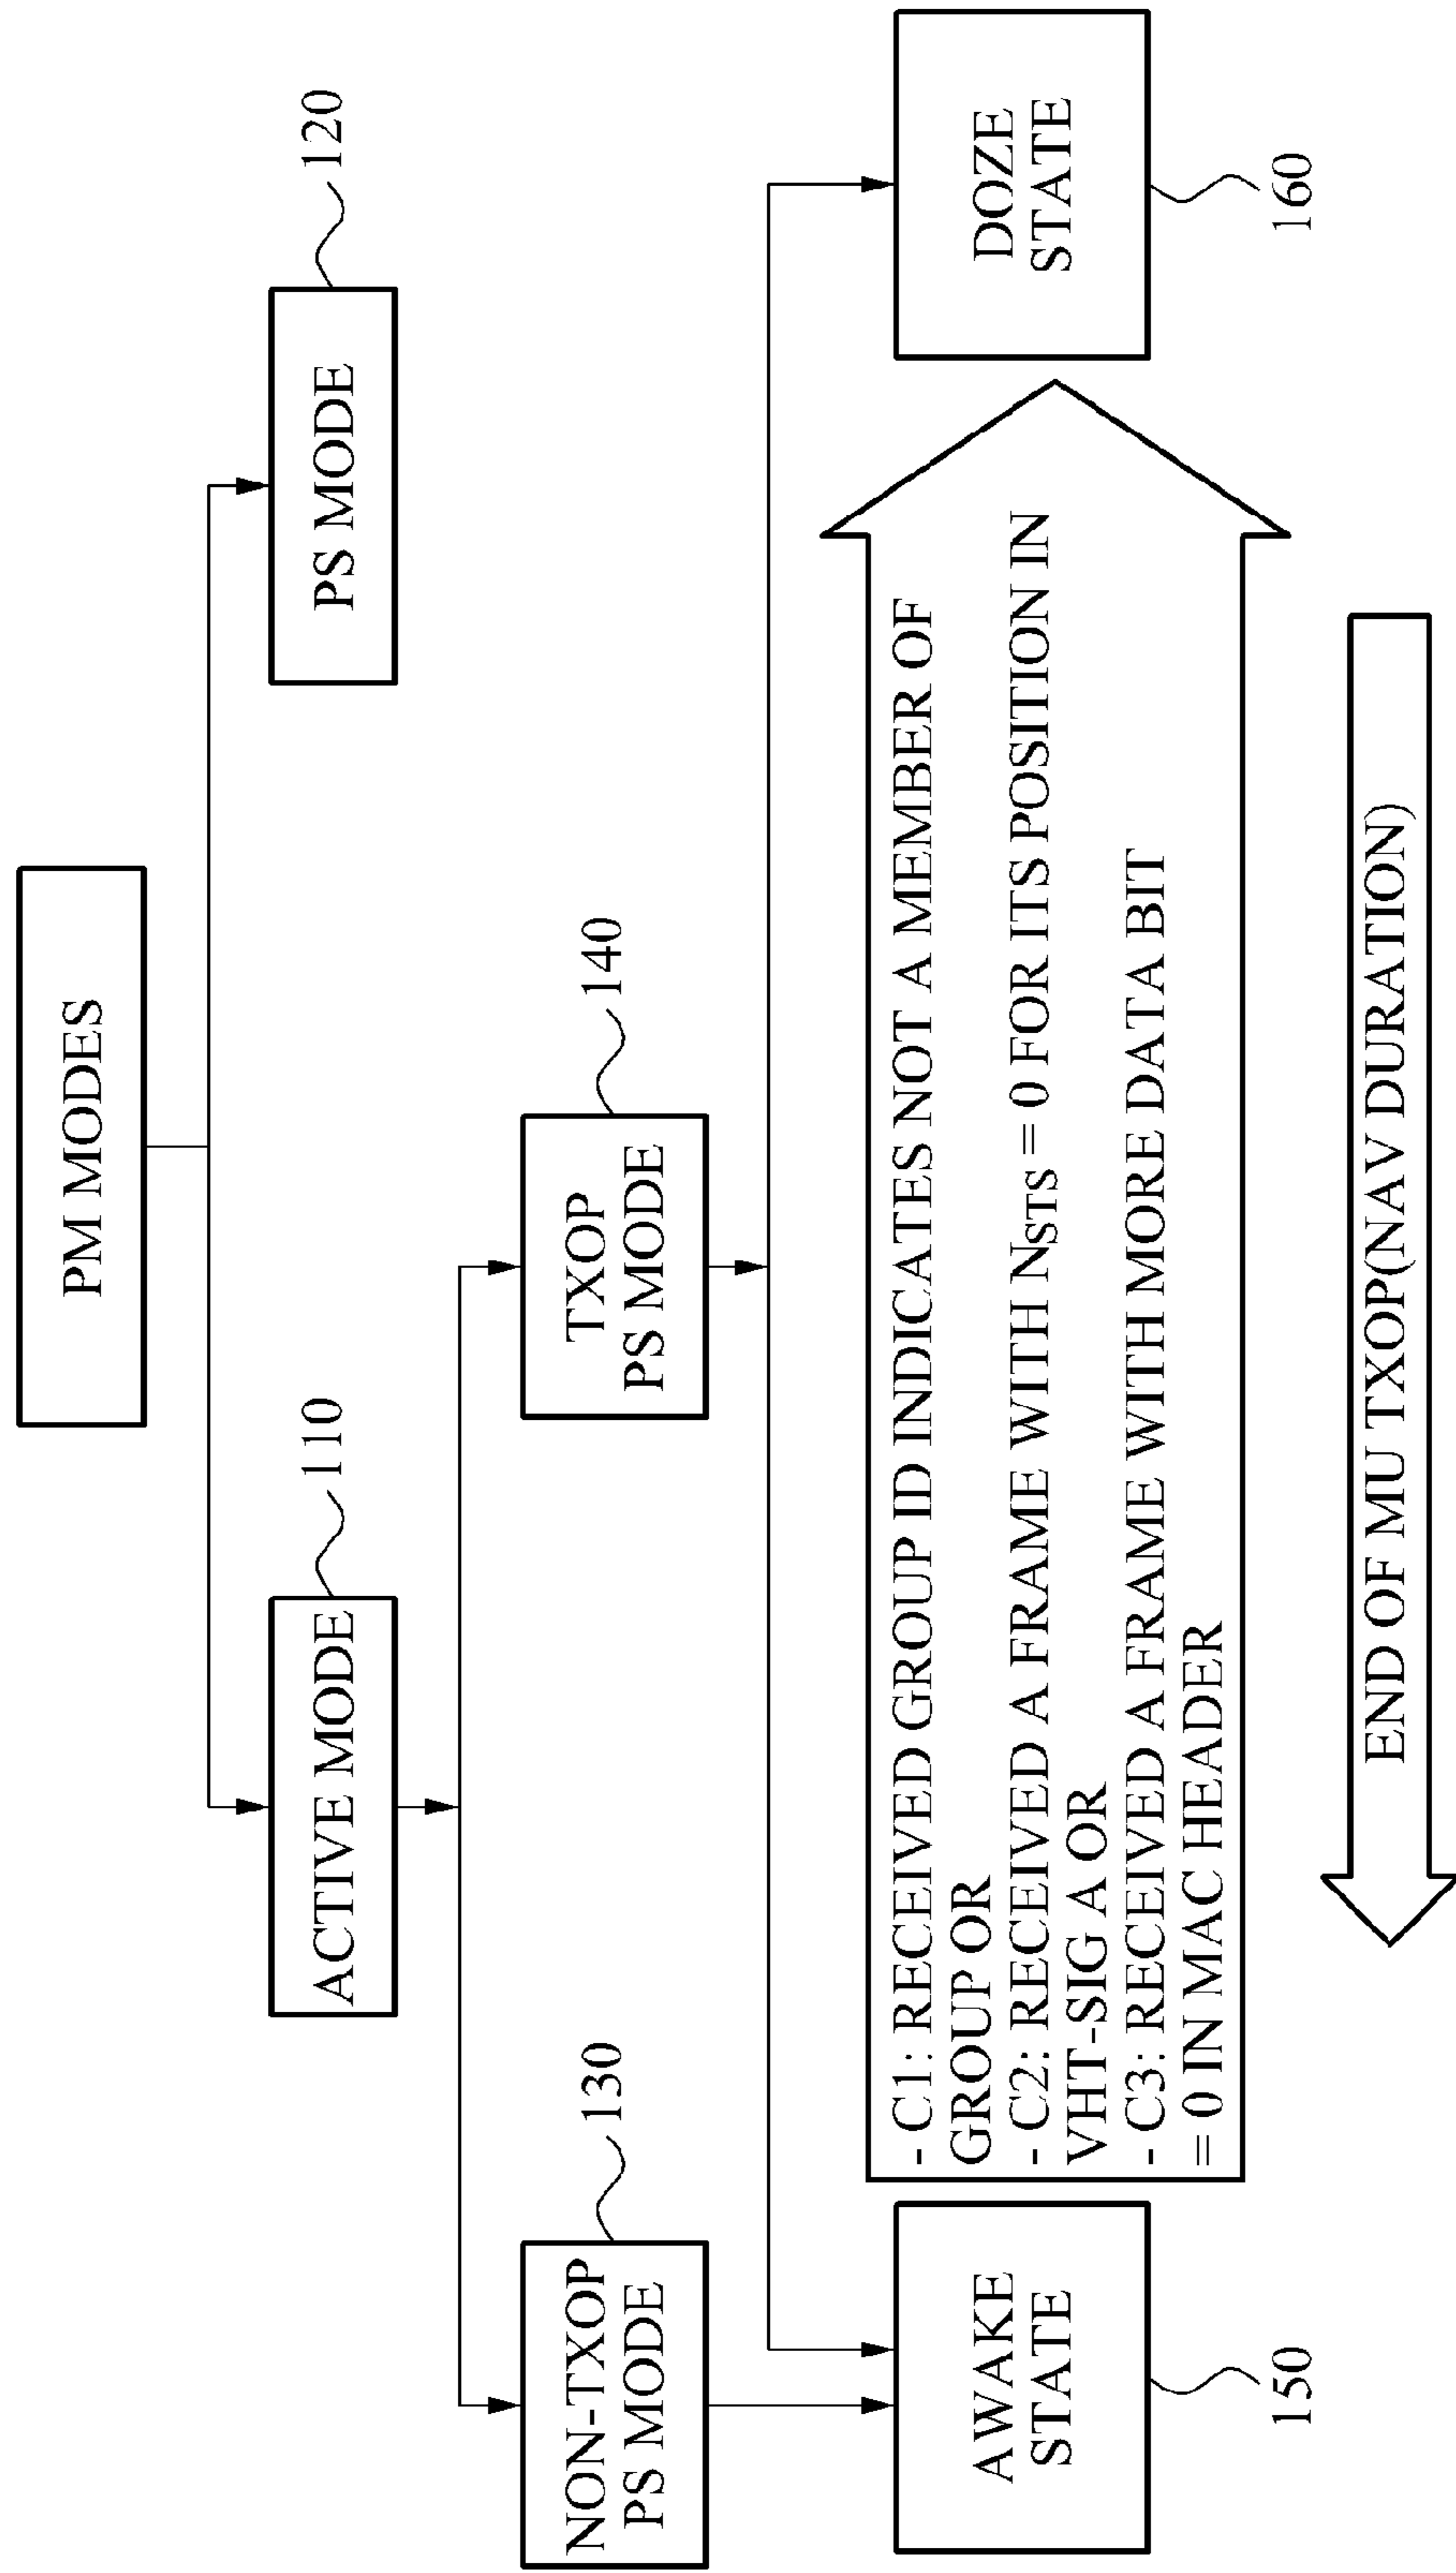 PM MODES
ACTIVE MODE
110
PS MODE
120
NON-TXOP
PS MODE
130
TXOP
PS MODE
140
AWAKE
STATE
150
- C1: RECEIVED GROUP ID INDICATES NOT A MEMBER OF
GROUP OR
- C2: RECEIVED A FRAME WITH NSTS = 0 FOR ITS POSITION IN
VHT-SIG A OR
- C3: RECEIVED A FRAME WITH MORE DATA BIT
= 0 IN MAC HEADER
DOZE
STATE
160
END OF MU TXOP(NAV DURATION)